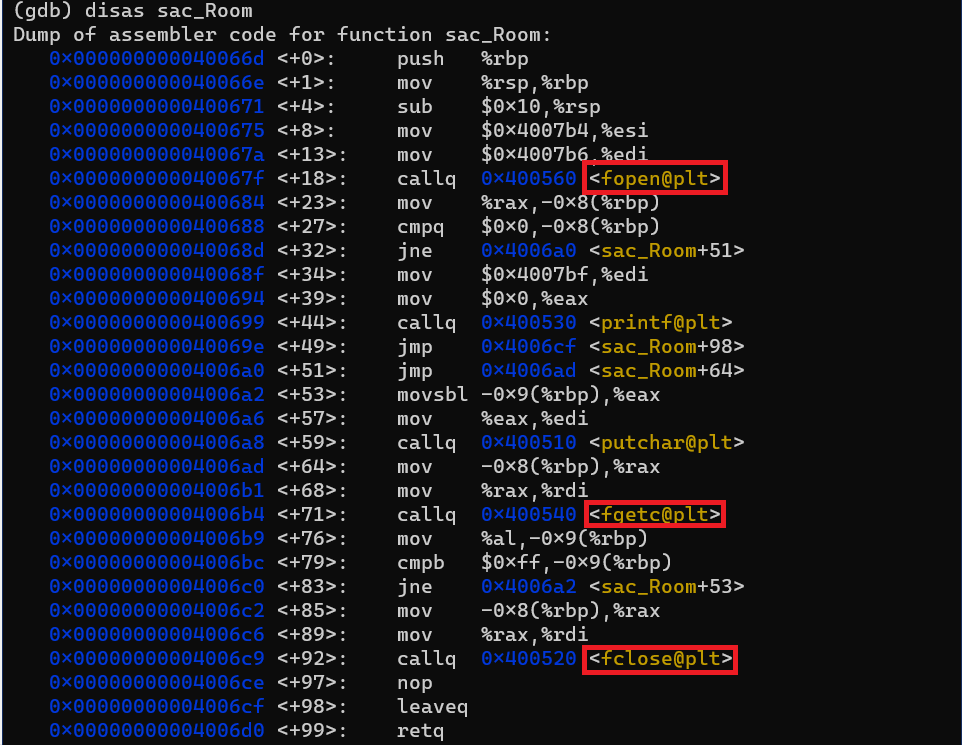 (gdb) disas sac_Room
Dump of assembler code for function sac_Room:
0x000000000040066d <+0>: push %rbp
0x000000000040066e <+1>: mov %rsp,%rbp
0x0000000000400671 <+4>: sub $0x10,%rsp
0x0000000000400675 <+8>: mov $0x4007b4,%esi
0x000000000040067a <+13>: mov $0x4007b6,%edi
0x000000000040067f <+18>: callq 0x400560 <fopen@plt>
0x0000000000400684 <+23>: mov %rax,-0x8(%rbp)
0x0000000000400688 <+27>: cmpq $0x0,-0x8(%rbp)
0x000000000040068d <+32>: jne 0x4006a0 <sac_Room+51>
0x000000000040068f <+34>: mov $0x4007bf,%edi
0x0000000000400694 <+39>: mov $0x0,%eax
0x0000000000400699 <+44>: callq 0x400530 <printf@plt>
0x000000000040069e <+49>: jmp 0x4006cf <sac_Room+98>
0x00000000004006a0 <+51>: jmp 0x4006ad <sac_Room+64>
0x00000000004006a2 <+53>: movsbl -0x9(%rbp),%eax
0x00000000004006a6 <+57>: mov %eax,%edi
0x00000000004006a8 <+59>: callq 0x400510 <putchar@plt>
0x00000000004006ad <+64>: mov -0x8(%rbp),%rax
0x00000000004006b1 <+68>: mov %rax,%rdi
0x00000000004006b4 <+71>: callq 0x400540 <fgetc@plt>
0x00000000004006b9 <+76>: mov %al,-0x9(%rbp)
0x00000000004006bc <+79>: cmpb $0xff,-0x9(%rbp)
0x00000000004006c0 <+83>: jne 0x4006a2 <sac_Room+53>
0x00000000004006c2 <+85>: mov -0x8(%rbp),%rax
0x00000000004006c6 <+89>: mov %rax,%rdi
0x00000000004006c9 <+92>: callq 0x400520 <fclose@plt>
0x00000000004006ce <+97>: nop
0x00000000004006cf <+98>: leaveq
0x00000000004006d0 <+99>: retq